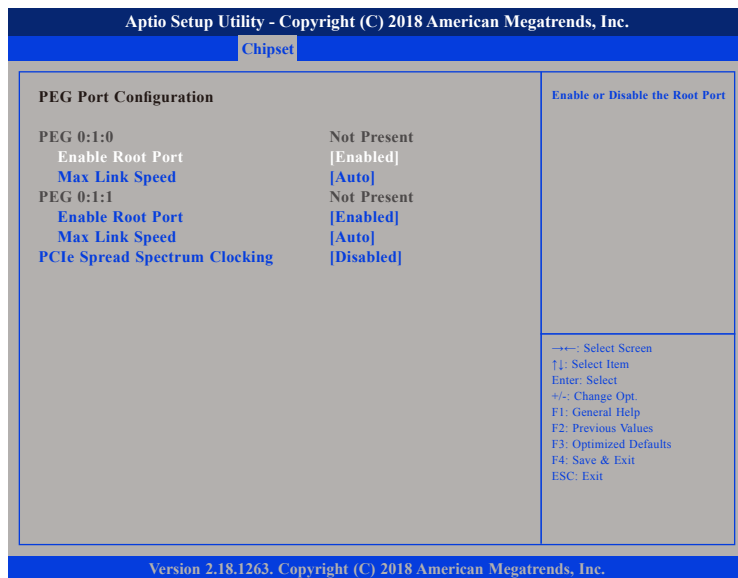 Aptio Setup Utility - Copyright (C) 2018 American Megatrends, Inc.
Chipset
PEG Port Configuration
PEG 0:1:0 Not Present
Enable Root Port [Enabled]
Max Link Speed [Auto]
PEG 0:1:1 Not Present
Enable Root Port [Enabled]
Max Link Speed [Auto]
PCIe Spread Spectrum Clocking [Disabled]
Enable or Disable the Root Port
→←: Select Screen
↑↓: Select Item
Enter: Select
+/-: Change Opt.
F1: General Help
F2: Previous Values
F3: Optimized Defaults
F4: Save & Exit
ESC: Exit
Version 2.18.1263. Copyright (C) 2018 American Megatrends, Inc.